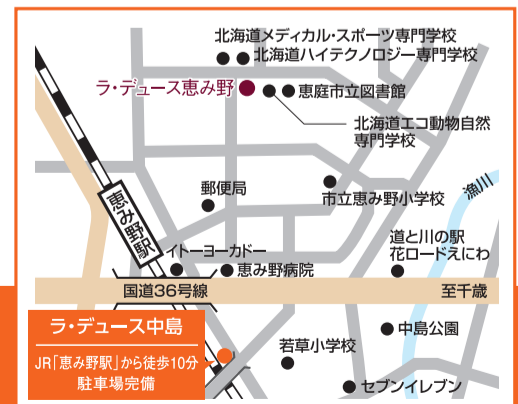 北海道メディカル・スポーツ専門学校
北海道ハイテクノロジー専門学校
ラ・デュース恵み野
恵庭市立図書館
北海道エコ動物自然
専門学校
郵便局
市立恵み野小学校
漁川
恵み野駅
イトーヨーカドー
恵み野病院
道と川の駅
花ロードえにわ
国道36号線
至千歳
ラ・デュース中島
JR「恵み野駅」から徒歩10分
駐車場完備
中島公園
若草小学校
セブンイレブン